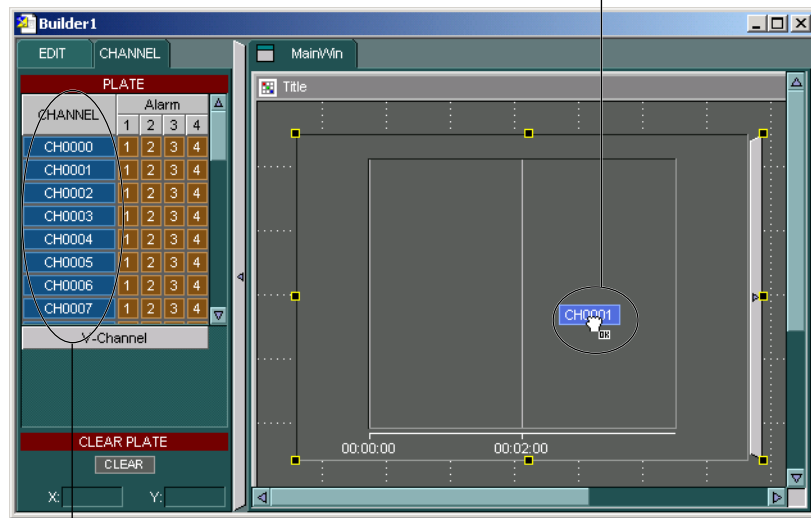 Builder1
EDIT CHANNEL
PLATE
CHANNEL Alarm
1 2 3 4
CH0000 1 2 3 4
CH0001 1 2 3 4
CH0002 1 2 3 4
CH0003 1 2 3 4
CH0004 1 2 3 4
CH0005 1 2 3 4
CH0006 1 2 3 4
CH0007 1 2 3 4
V-Channel
CLEAR PLATE
CLEAR
X: Y:
MainWin
Title
CH0001
OK
00:00:00 00:02:00